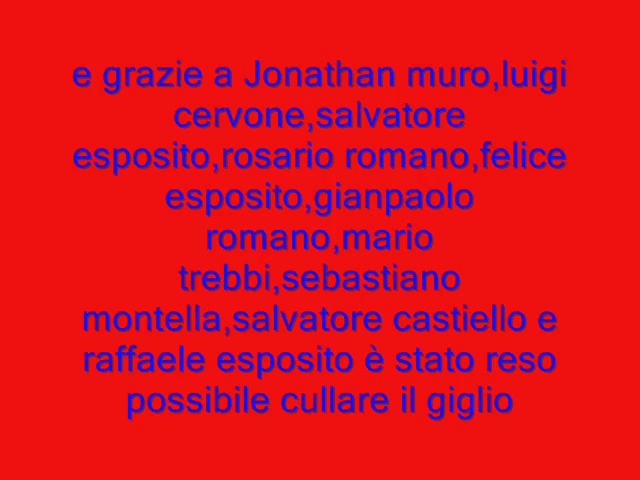 e grazie a Jonathan muro,luigi
cervone,salvatore
esposito,rosario romano,felice
esposito,gianpaolo
romano,mario
trebbi,sebastiano
montella,salvatore castiello e
raffaele esposito è stato reso
possibile cullare il giglio